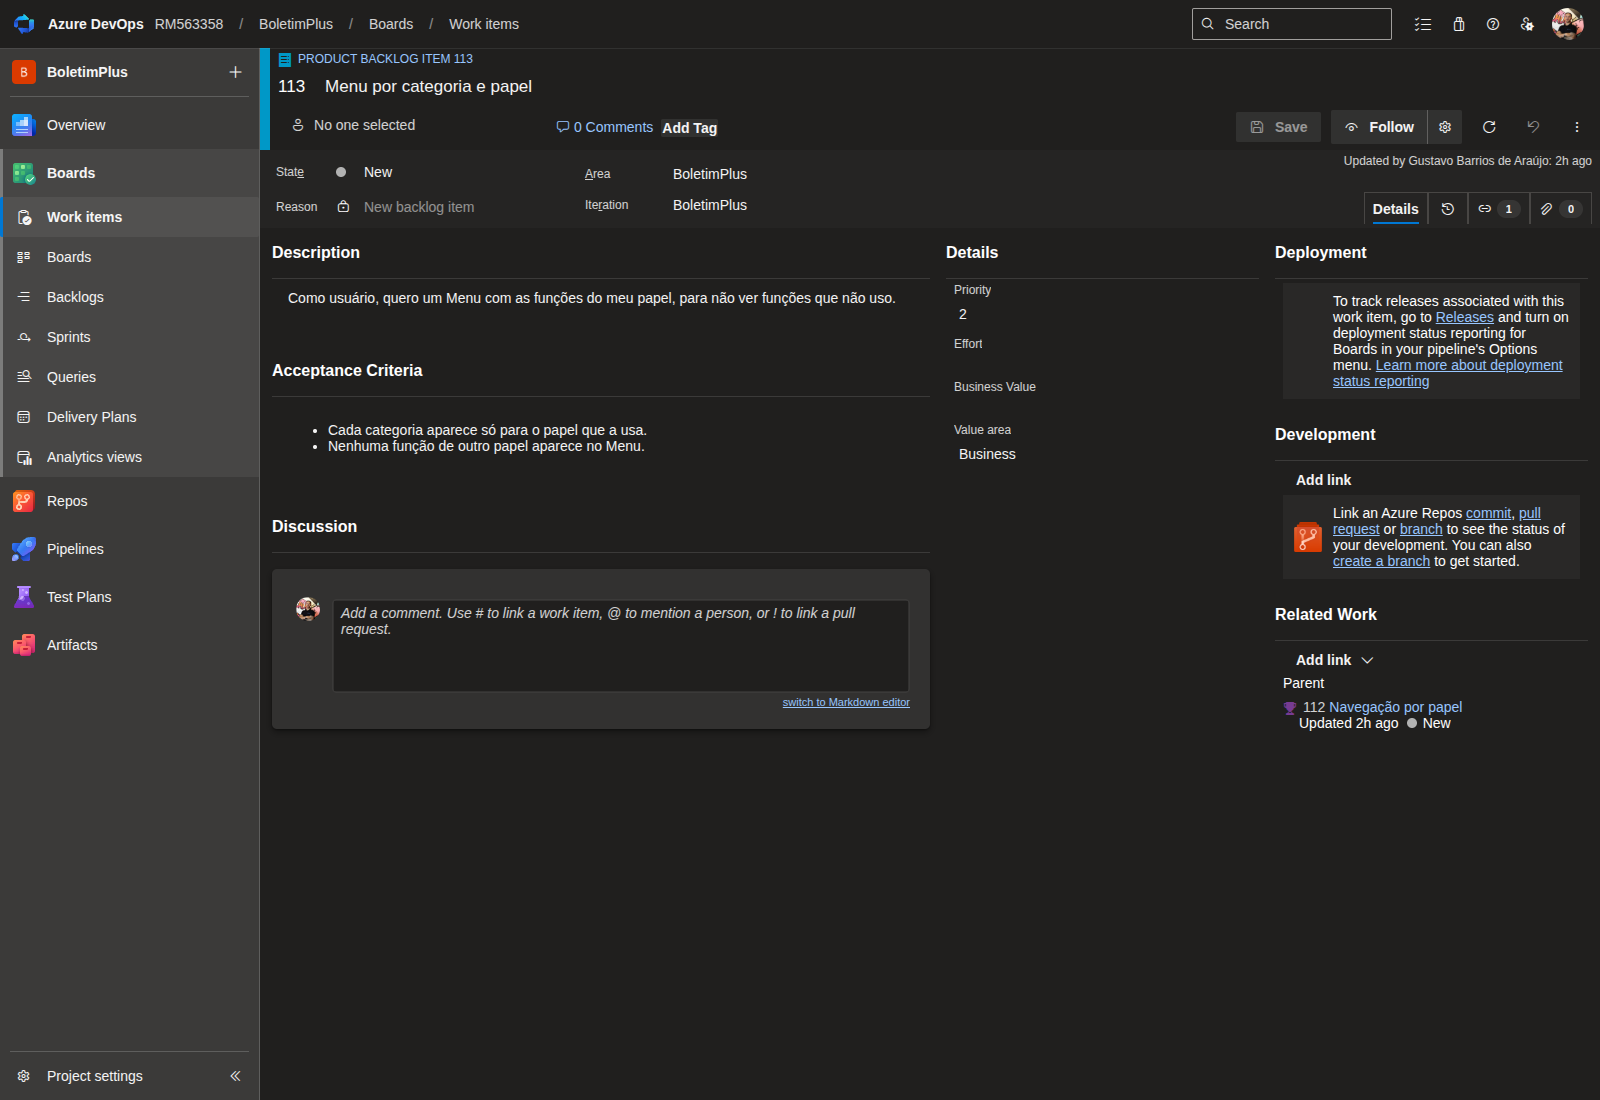 Azure DevOps RM563358 / BoletimPlus / Boards / Work items
Search
B BoletimPlus
Overview
Boards
Work items
Boards
Backlogs
Sprints
Queries
Delivery Plans
Analytics views
Repos
Pipelines
Test Plans
Artifacts
Project settings
PRODUCT BACKLOG ITEM 113
113 Menu por categoria e papel
No one selected
0 Comments
Add Tag
Save
Follow
State New
Reason New backlog item
Area BoletimPlus
Iteration BoletimPlus
Updated by Gustavo Barrios de Araújo: 2h ago
Details 1 0
Description
Como usuário, quero um Menu com as funções do meu papel, para não ver funções que não uso.
Acceptance Criteria
• Cada categoria aparece só para o papel que a usa.
• Nenhuma função de outro papel aparece no Menu.
Discussion
Add a comment. Use # to link a work item, @ to mention a person, or ! to link a pull
request.
switch to Markdown editor
Details
Priority
2
Effort
Business Value
Value area
Business
Deployment
To track releases associated with this
work item, go to Releases and turn on
deployment status reporting for
Boards in your pipeline's Options
menu. Learn more about deployment
status reporting
Development
Add link
Link an Azure Repos commit, pull
request or branch to see the status of
your development. You can also
create a branch to get started.
Related Work
Add link
Parent
112 Navegação por papel
Updated 2h ago New